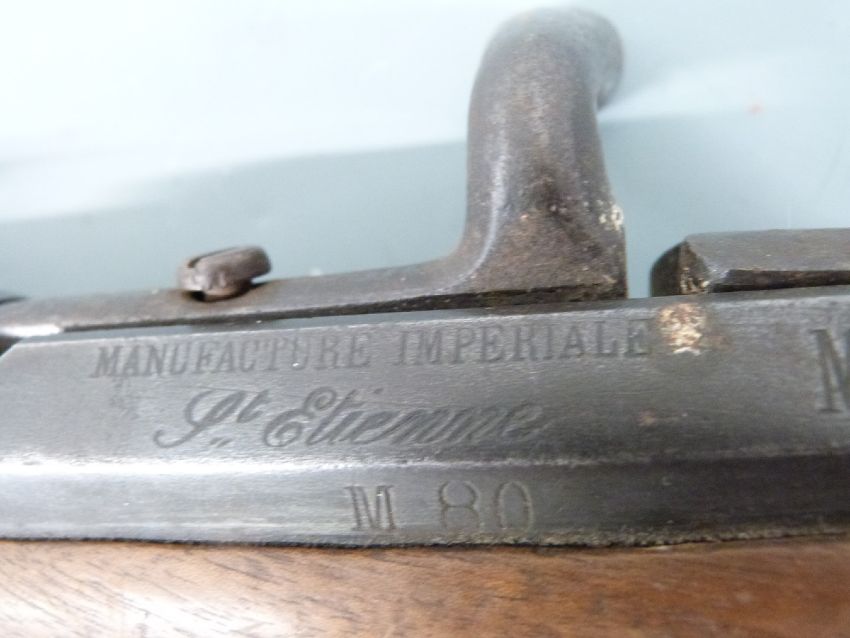 MANUFACTURE IMPERIALE
St. Etienne
M 80
M